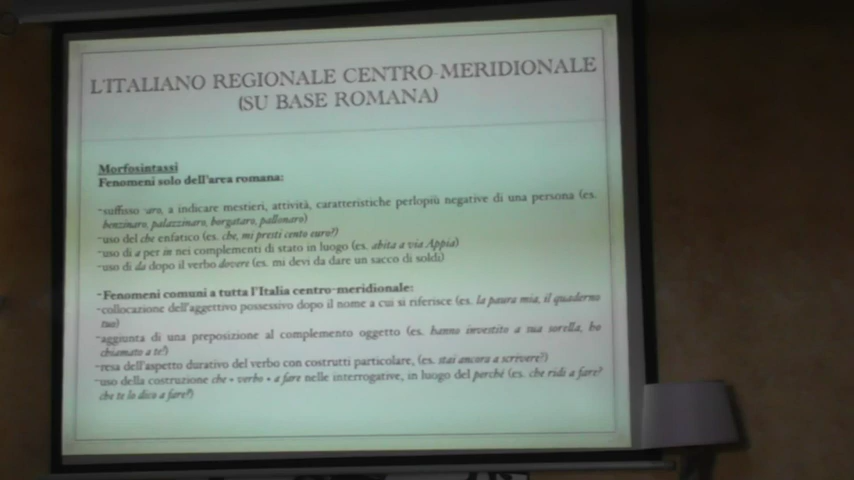 L'ITALIANO REGIONALE CENTRO-MERIDIONALE
(SU BASE ROMANA)
Morfosintassi
Fenomeni solo dell'area romana:
-suffisso -aro, a indicare mestieri, attività, caratteristiche perlopiù negative di una persona (es.
benzinaro, palazzinaro, borgataro, pallonaro)
-uso del che enfatico (es. che, mi presti cento euro?)
-uso di a per in nei complementi di stato in luogo (es. abita a via Appia)
-uso di da dopo il verbo dovere (es. mi devi da dare un sacco di soldi)
-Fenomeni comuni a tutta l'Italia centro-meridionale:
-collocazione dell'aggettivo possessivo dopo il nome a cui si riferisce (es. la paura mia, il quaderno
tuo)
-aggiunta di una preposizione al complemento oggetto (es. hanno investito a sua sorella, ho
chiamato a te!)
-resa dell'aspetto durativo del verbo con costrutti particolare, (es. stai ancora a scrivere?)
-uso della costruzione che + verbo + a fare nelle interrogative, in luogo del perché (es. che ridi a fare?
che te lo dico a fare?)